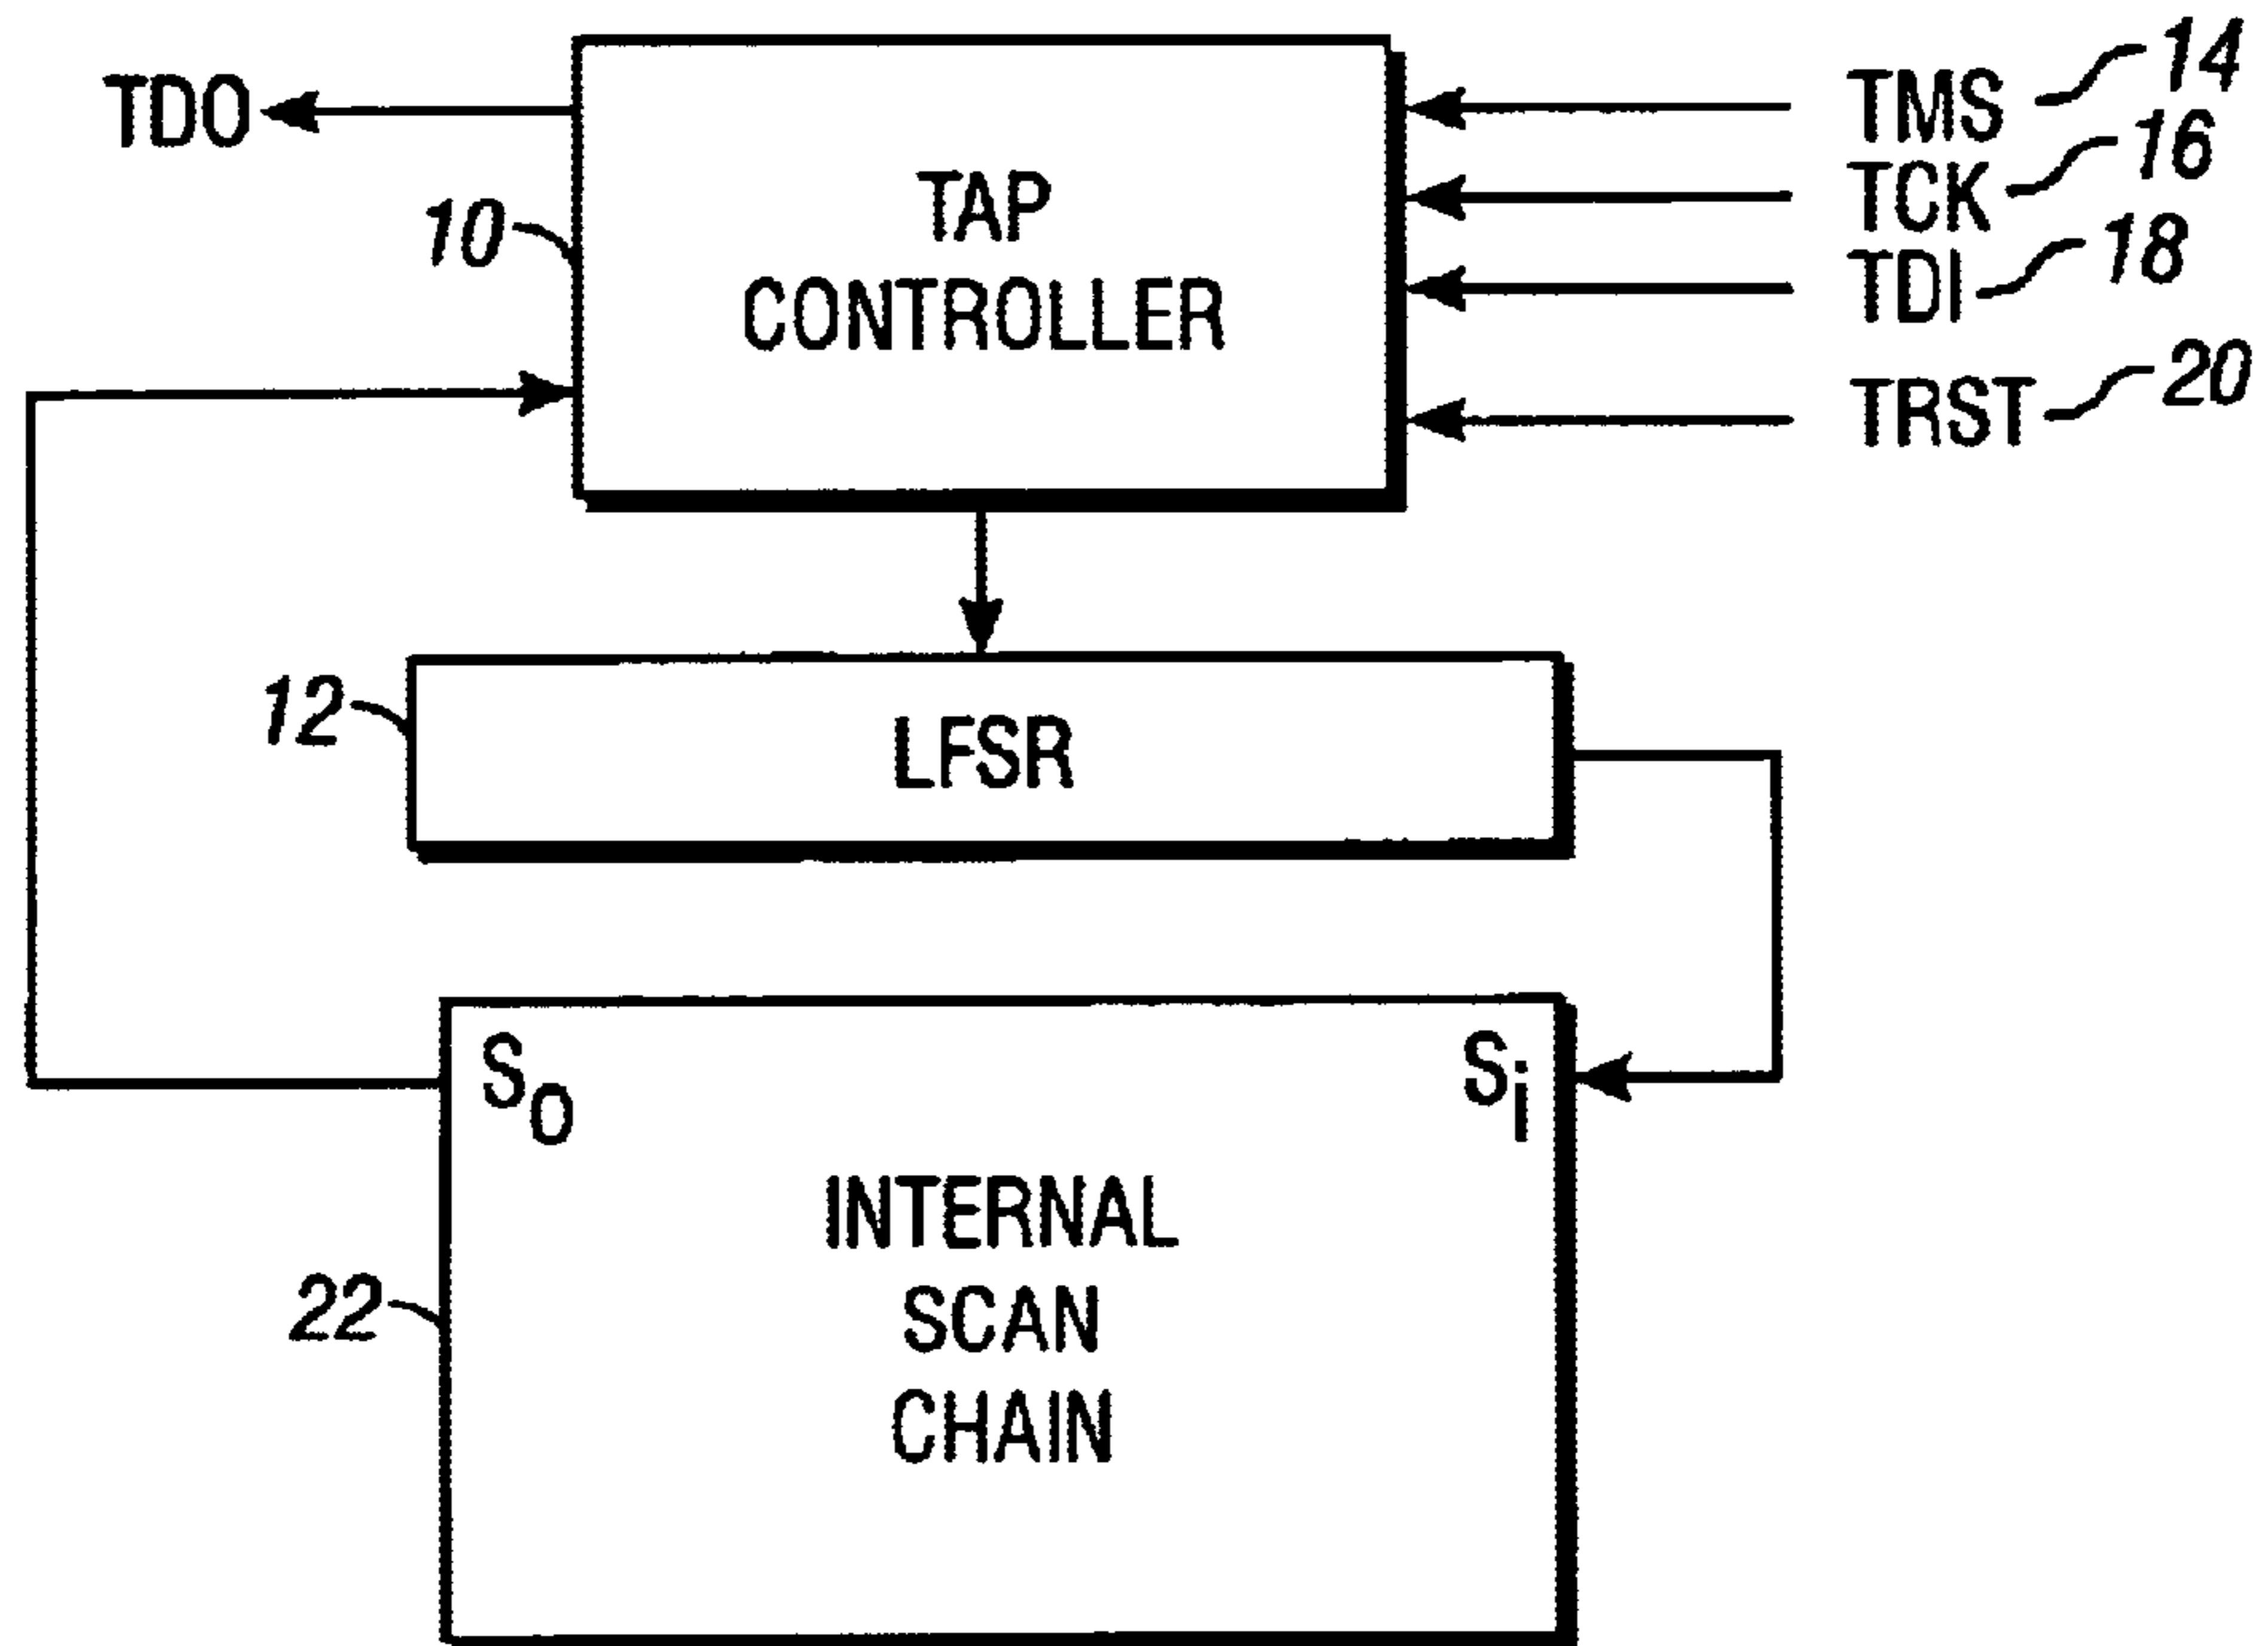 TDO
10
TAP
CONTROLLER
TMS 14
TCK 16
TDI 18
TRST 20
12
LFSR
So
Si
22
INTERNAL
SCAN
CHAIN